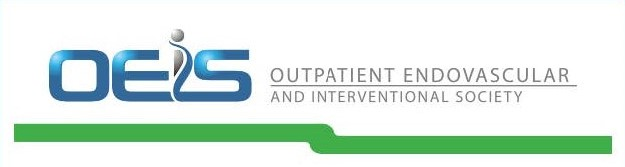 OEiS
OUTPATIENT ENDOVASCULAR
AND INTERVENTIONAL SOCIETY